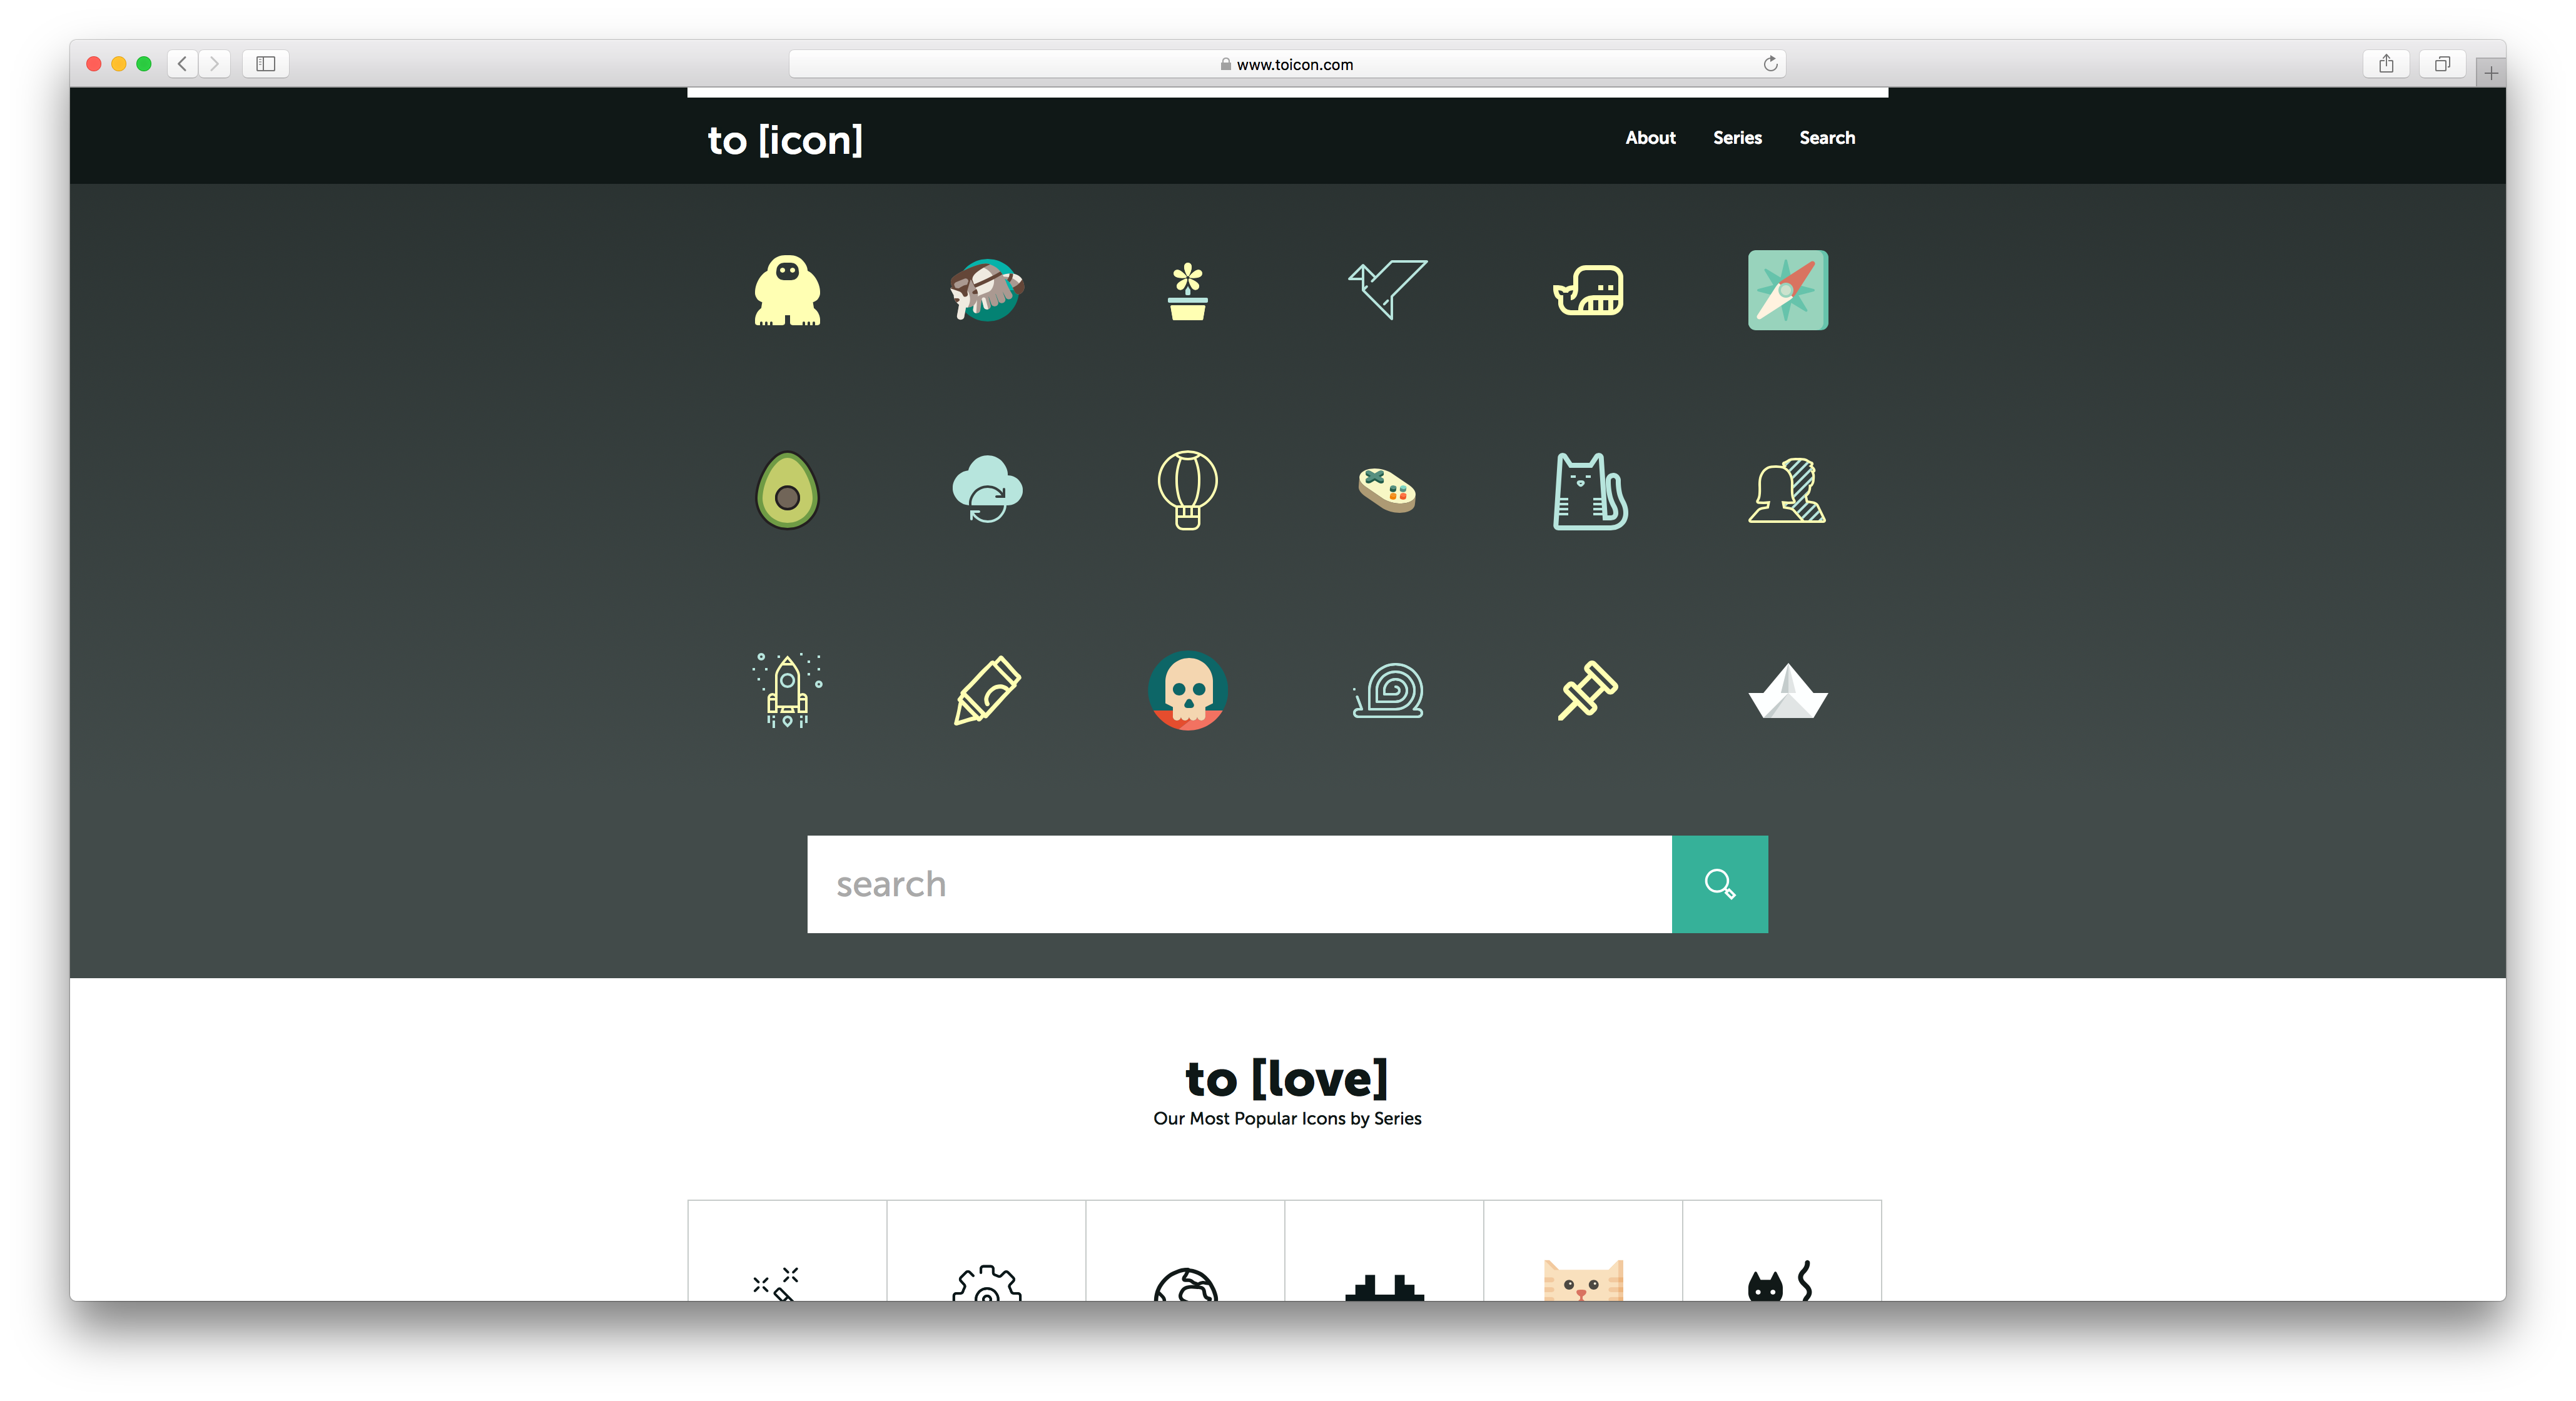 www.toicon.com
to [icon]
About
Series
Search
search
to [love]
Our Most Popular Icons by Series